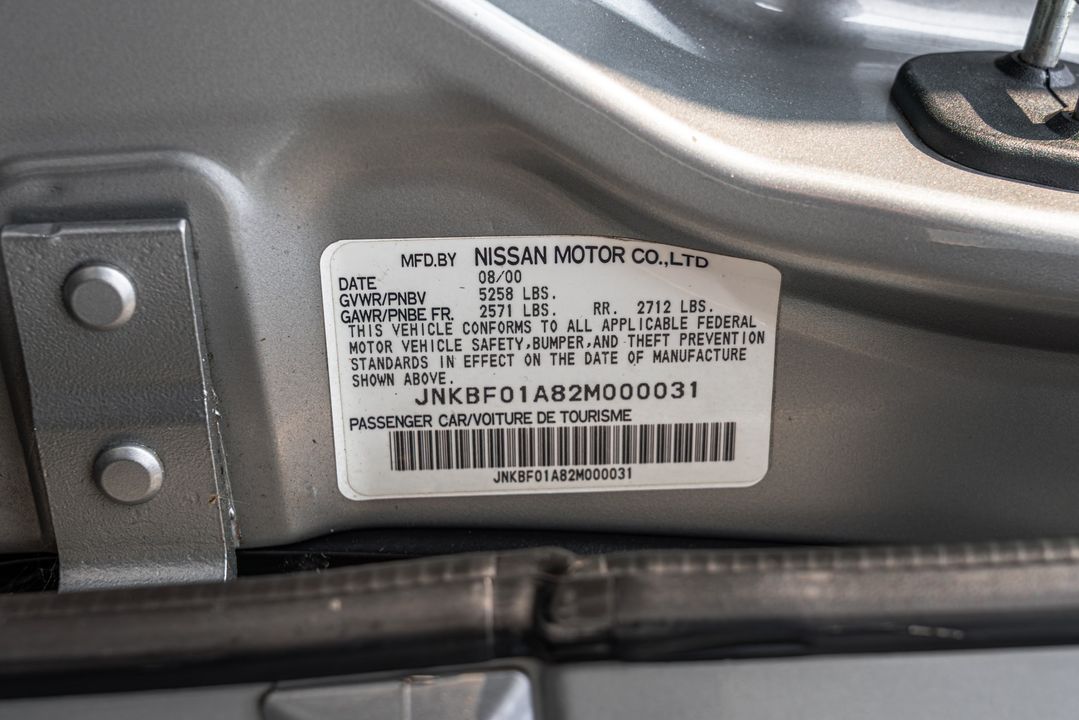 MFD.BY NISSAN MOTOR CO.,LTD
DATE 08/00
GVWR/PNBV 5258 LBS.
GAWR/PNBE FR. 2571 LBS. RR. 2712 LBS.
THIS VEHICLE CONFORMS TO ALL APPLICABLE FEDERAL
MOTOR VEHICLE SAFETY,BUMPER,AND THEFT PREVENTION
STANDARDS IN EFFECT ON THE DATE OF MANUFACTURE
SHOWN ABOVE.
JNKBF01A82M000031
PASSENGER CAR/VOITURE DE TOURISME
JNKBF01A82M000031